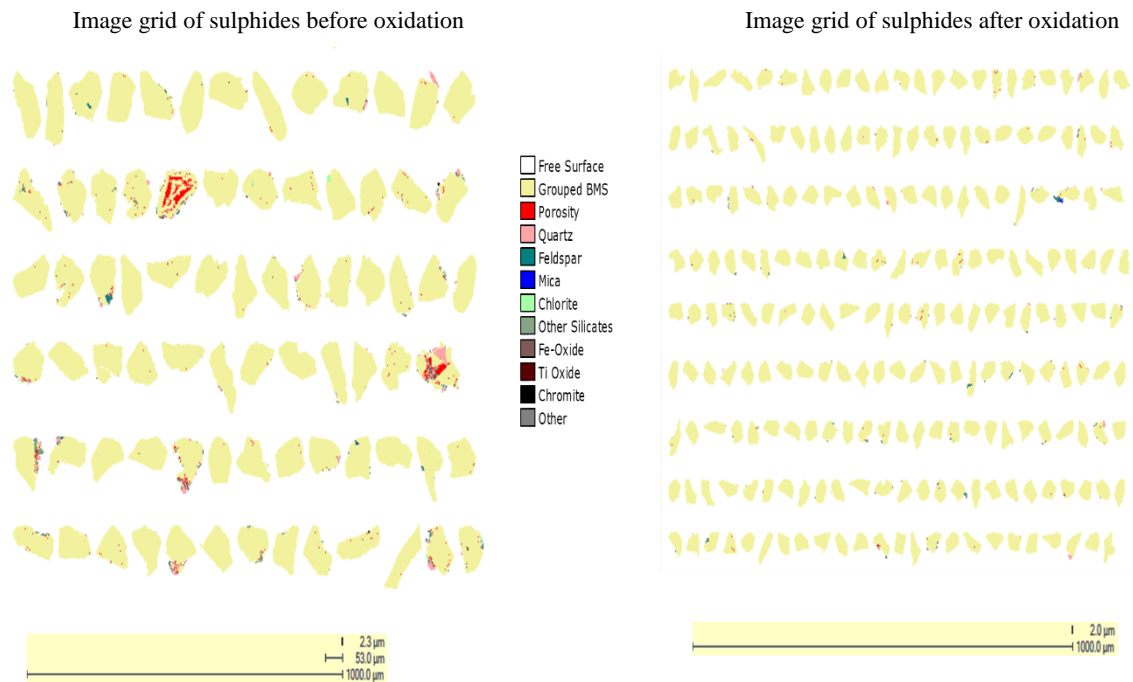 Image grid of sulphides before oxidation
Image grid of sulphides after oxidation
Free Surface
Grouped BMS
Porosity
Quartz
Feldspar
Mica
Chlorite
Other Silicates
Fe-Oxide
Ti Oxide
Chromite
Other
2.3 µm
53.0 µm
1000.0 µm
2.0 µm
1000.0 µm